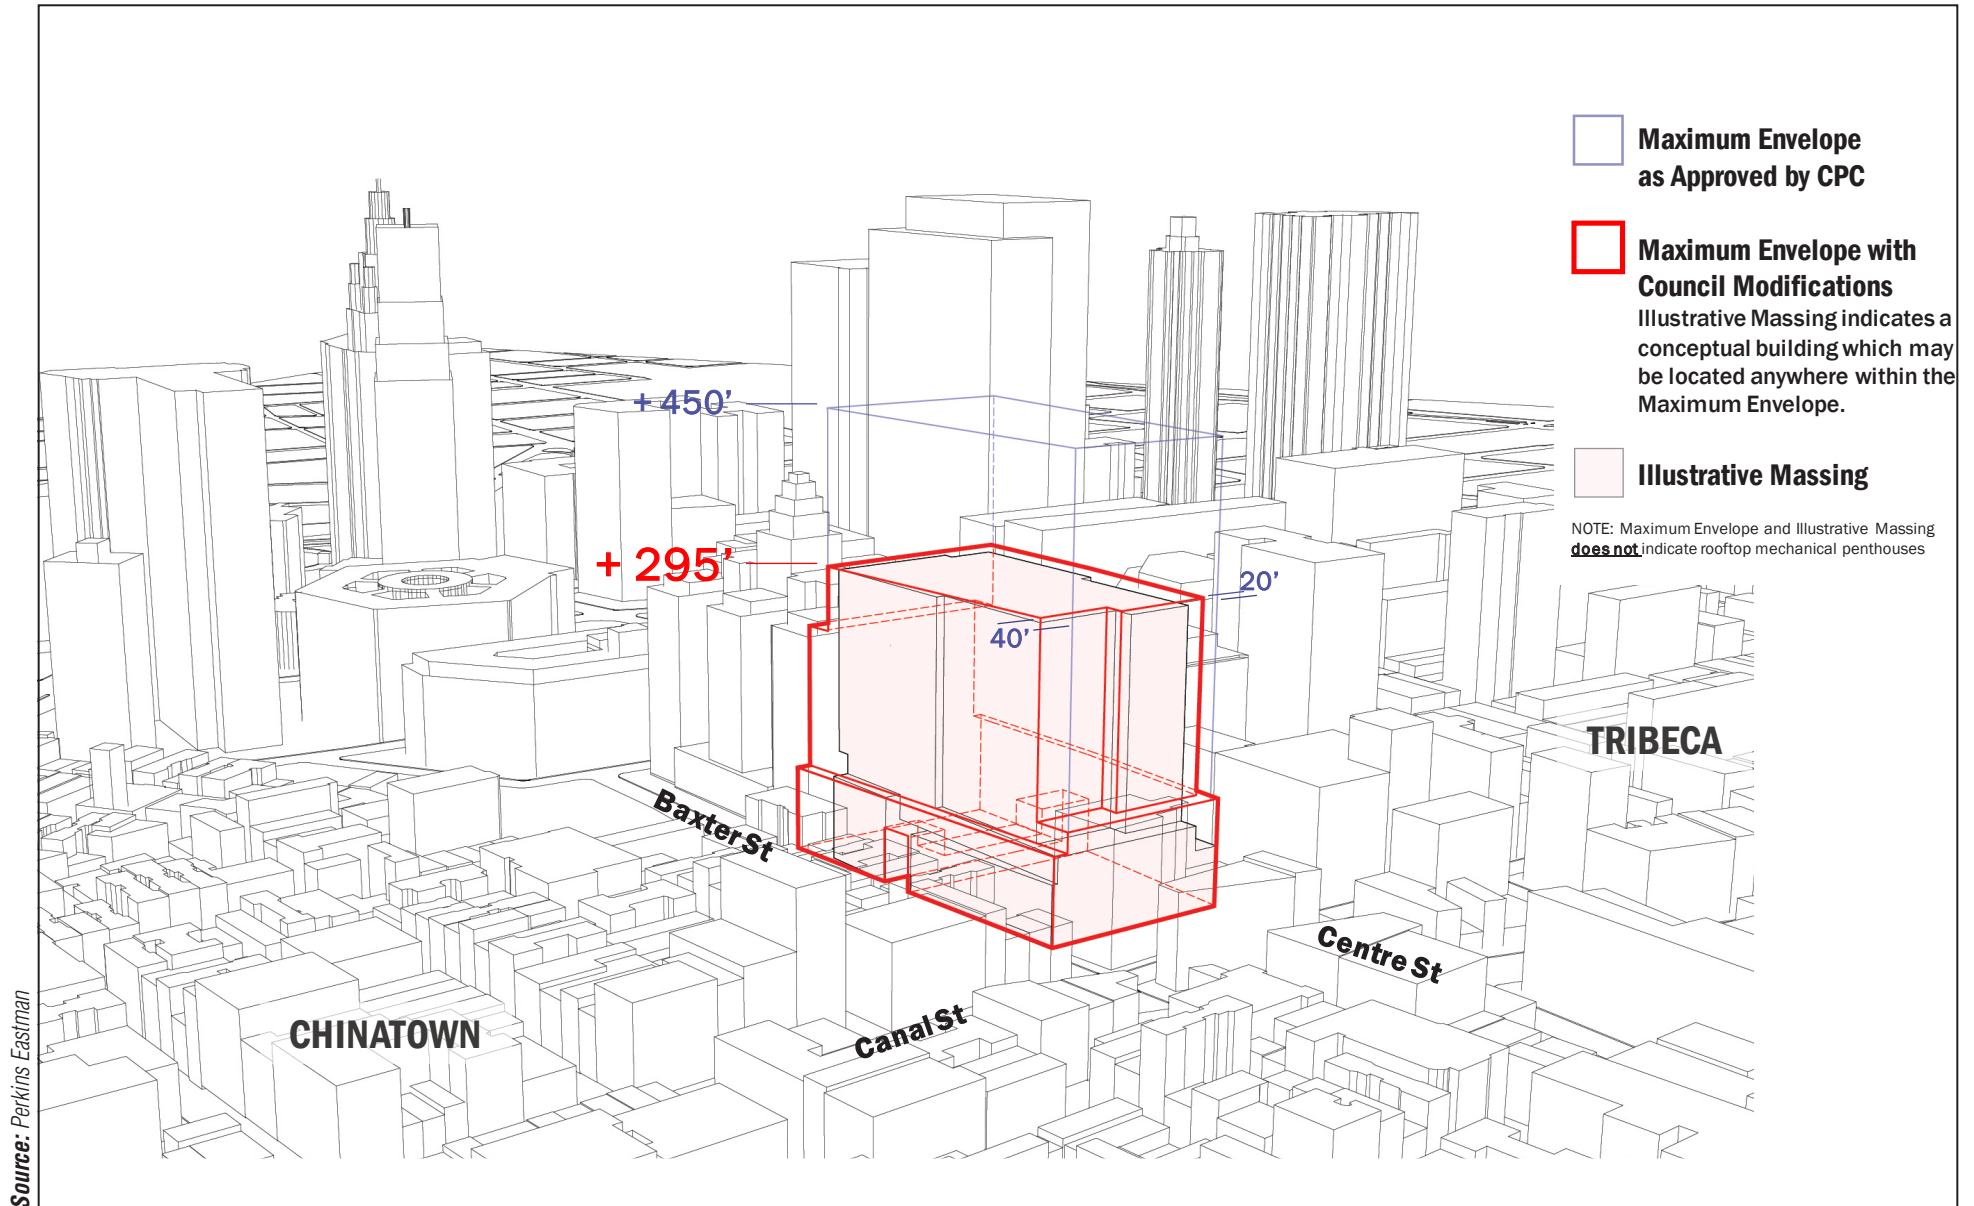 Maximum Envelope
as Approved by CPC
Maximum Envelope with
Council Modifications
Illustrative Massing indicates a
conceptual building which may
be located anywhere within the
Maximum Envelope.
Illustrative Massing
NOTE: Maximum Envelope and Illustrative Massing
does not indicate rooftop mechanical penthouses
+ 450’
+ 295’
20’
40’
TRIBECA
Baxter St
Centre St
Canal St
CHINATOWN
Source: Perkins Eastman